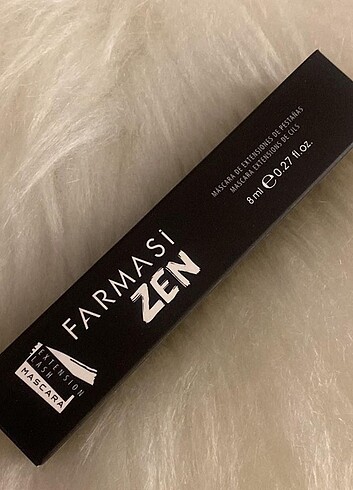 FARMASi
ZEN
EXTENSION
LASH
MASCARA
MÁSCARA DE EXTENSIONES DE PESTAÑAS
MASCARA EXTENSIONS DE CILS
8 ml ℮ 0.27 fl.oz.